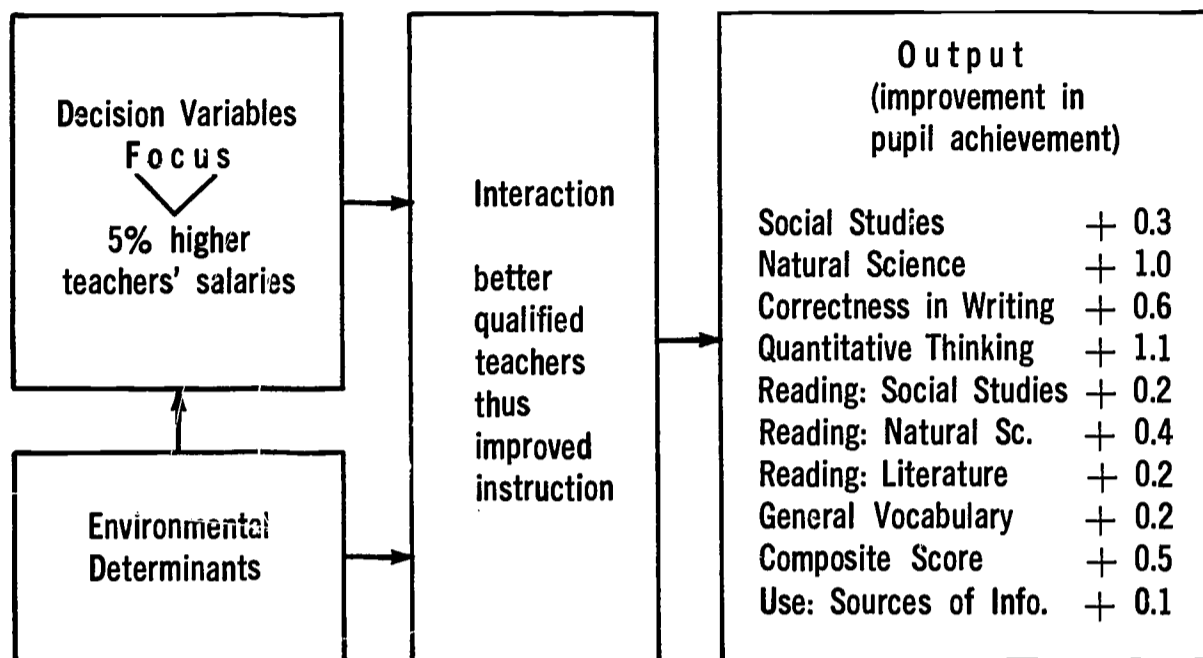 Decision Variables
Focus
5% higher
teachers' salaries
Environmental
Determinants
Interaction
better
qualified
teachers
thus
improved
instruction
Output
(improvement in
pupil achievement)
Social Studies + 0.3
Natural Science + 1.0
Correctness in Writing + 0.6
Quantitative Thinking + 1.1
Reading: Social Studies + 0.2
Reading: Natural Sc. + 0.4
Reading: Literature + 0.2
General Vocabulary + 0.2
Composite Score + 0.5
Use: Sources of Info. + 0.1